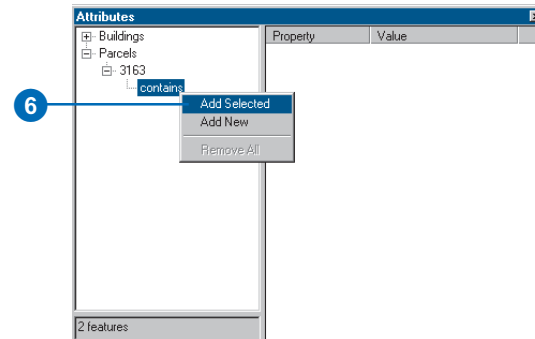 Attributes
Buildings
Property Value
Parcels
3163
contains
6
Add Selected
Add New
Remove All
2 features